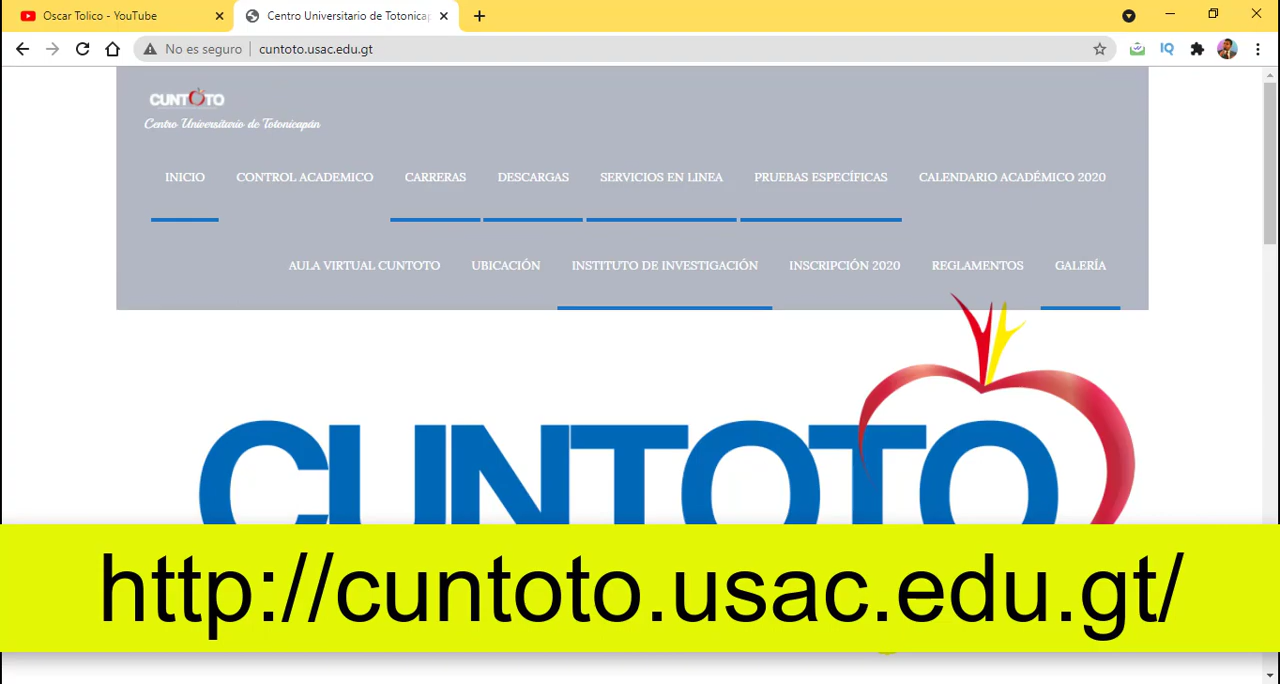 Oscar Tolico - YouTube
Centro Universitario de Totonicap
No es seguro
cuntoto.usac.edu.gt
IQ
CUNTOTO
Centro Universitario de Totonicapán
INICIO CONTROL ACADEMICO CARRERAS DESCARGAS SERVICIOS EN LINEA PRUEBAS ESPECÍFICAS CALENDARIO ACADÉMICO 2020
AULA VIRTUAL CUNTOTO UBICACIÓN INSTITUTO DE INVESTIGACIÓN INSCRIPCIÓN 2020 REGLAMENTOS GALERÍA
CUNTOTO
http://cuntoto.usac.edu.gt/